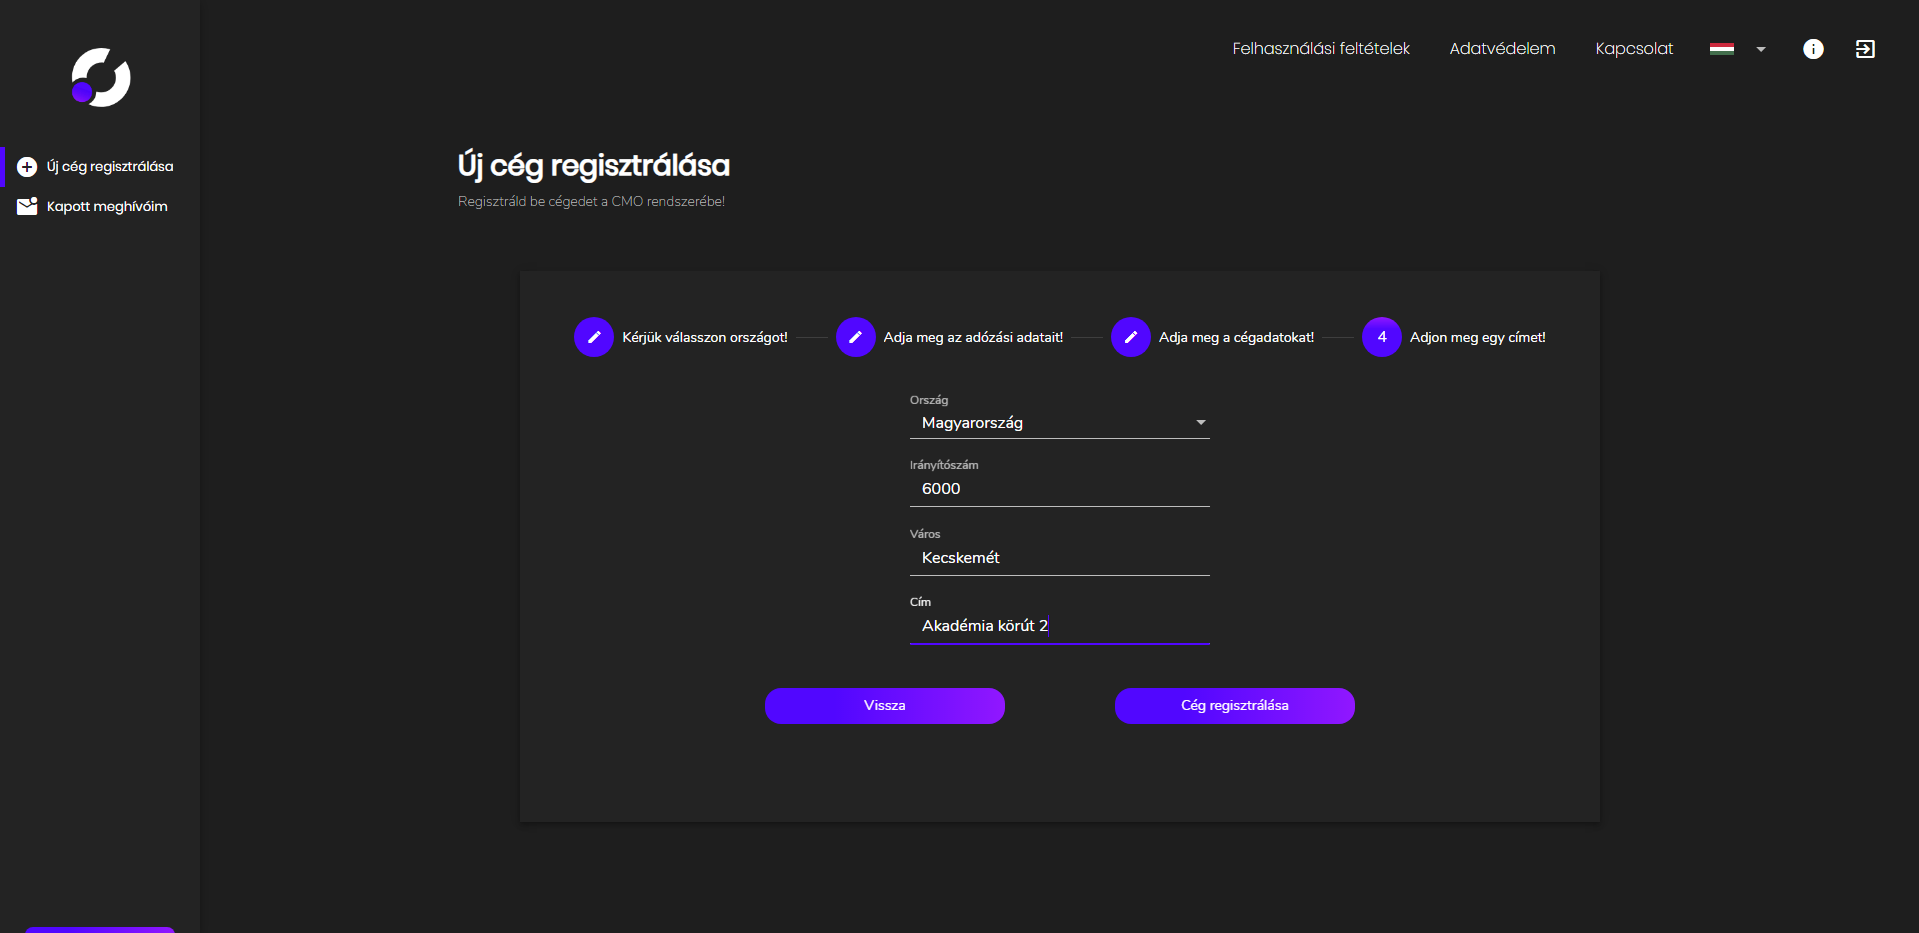 Felhasználási feltételek
Adatvédelem
Kapcsolat
Új cég regisztrálása
Kapott meghívóim
Új cég regisztrálása
Regisztráld be cégedet a CMO rendszerébe!
Kérjük válasszon országot!
Adja meg az adózási adatait!
Adja meg a cégadatokat!
4 Adjon meg egy címet!
Ország
Magyarország
Irányítószám
6000
Város
Kecskemét
Cím
Akadémia körút 2
Vissza
Cég regisztrálása